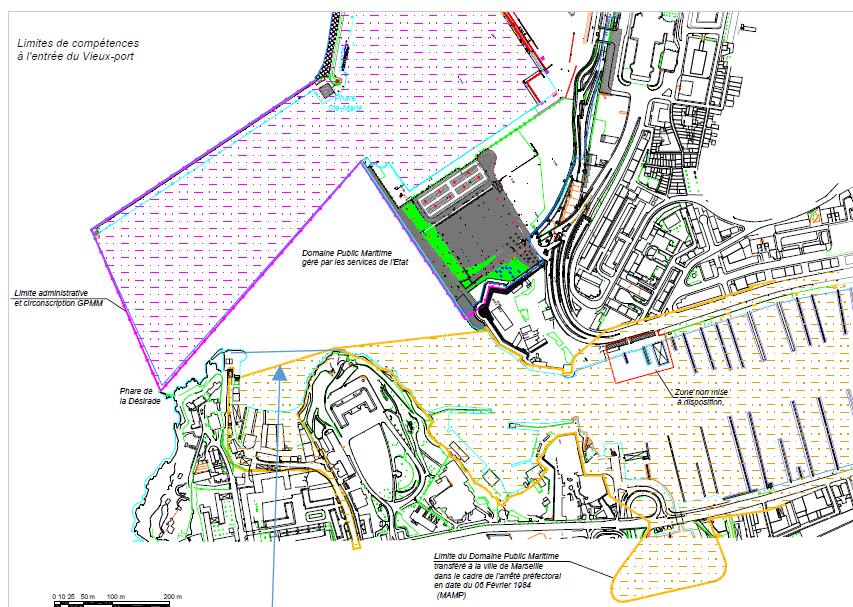 Limites de compétences
à l'entrée du Vieux-port
Phare
Ste-Marie
Domaine Public Maritime
géré par les services de l'Etat
Limite administrative
et circonscription GPMM
Phare de
la Désirade
Zone non mise
à disposition,
Limite du Domaine Public Maritime
transféré à la ville de Marseille
dans le cadre de l'arrêté préfectoral
en date du 06 Février 1984
(MAMP)
0 10 25 50 m 100 m 200 m